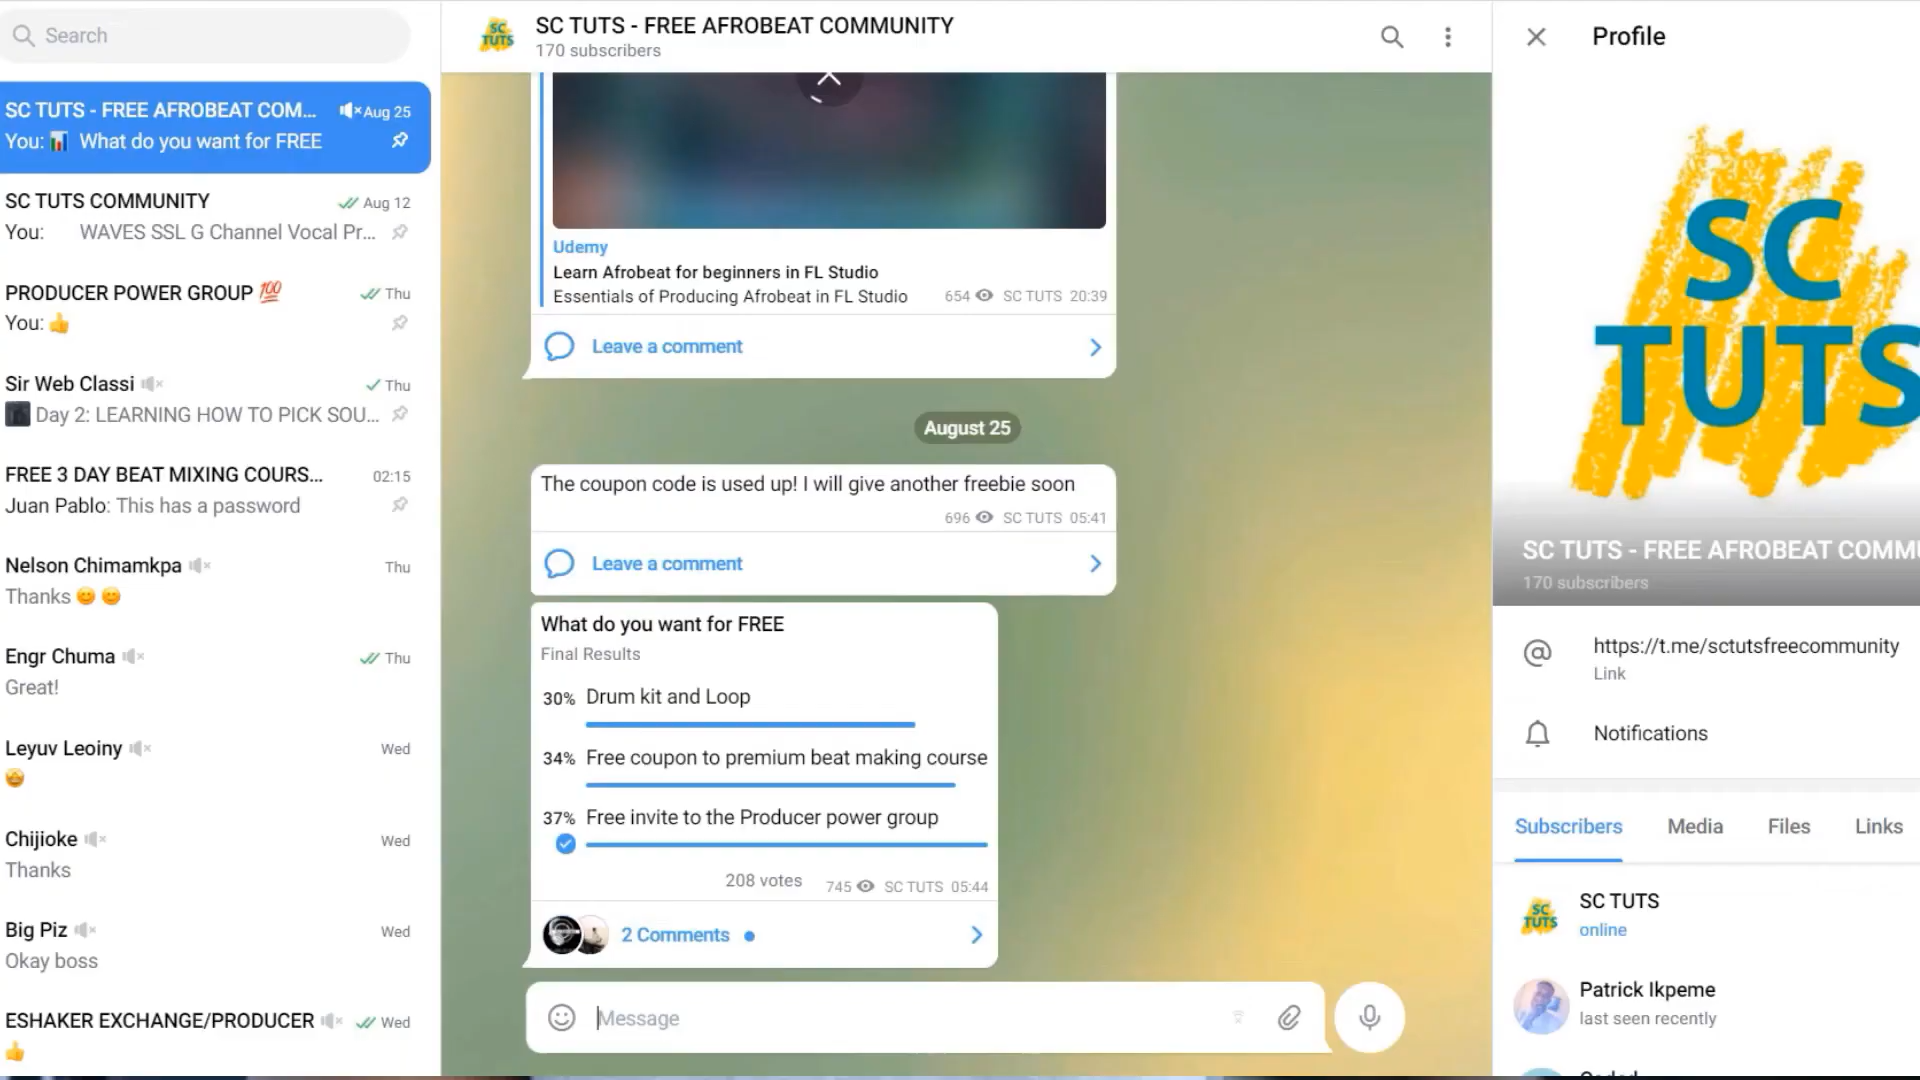 Search
SC TUTS - FREE AFROBEAT COM... Aug 25
You: 📊 What do you want for FREE
SC TUTS COMMUNITY Aug 12
You: WAVES SSL G Channel Vocal Pr...
PRODUCER POWER GROUP 💯 Thu
You: 👍
Sir Web Classi Thu
Day 2: LEARNING HOW TO PICK SOU...
FREE 3 DAY BEAT MIXING COURS... 02:15
Juan Pablo: This has a password
Nelson Chimamkpa Thu
Thanks 😊 😊
Engr Chuma Thu
Great!
Leyuv Leoiny Wed
🤩
Chijioke Wed
Thanks
Big Piz Wed
Okay boss
ESHAKER EXCHANGE/PRODUCER Wed
👍
SC TUTS
SC TUTS - FREE AFROBEAT COMMUNITY
170 subscribers
Udemy
Learn Afrobeat for beginners in FL Studio
Essentials of Producing Afrobeat in FL Studio 654 SC TUTS 20:39
Leave a comment
August 25
The coupon code is used up! I will give another freebie soon
696 SC TUTS 05:41
Leave a comment
What do you want for FREE
Final Results
30% Drum kit and Loop
34% Free coupon to premium beat making course
37% Free invite to the Producer power group
208 votes 745 SC TUTS 05:44
2 Comments
Message
Profile
SC
TUTS
SC TUTS - FREE AFROBEAT COMM
170 subscribers
https://t.me/sctutsfreecommunity
Link
Notifications
Subscribers Media Files Links
SC TUTS
SC TUTS
online
Patrick Ikpeme
last seen recently